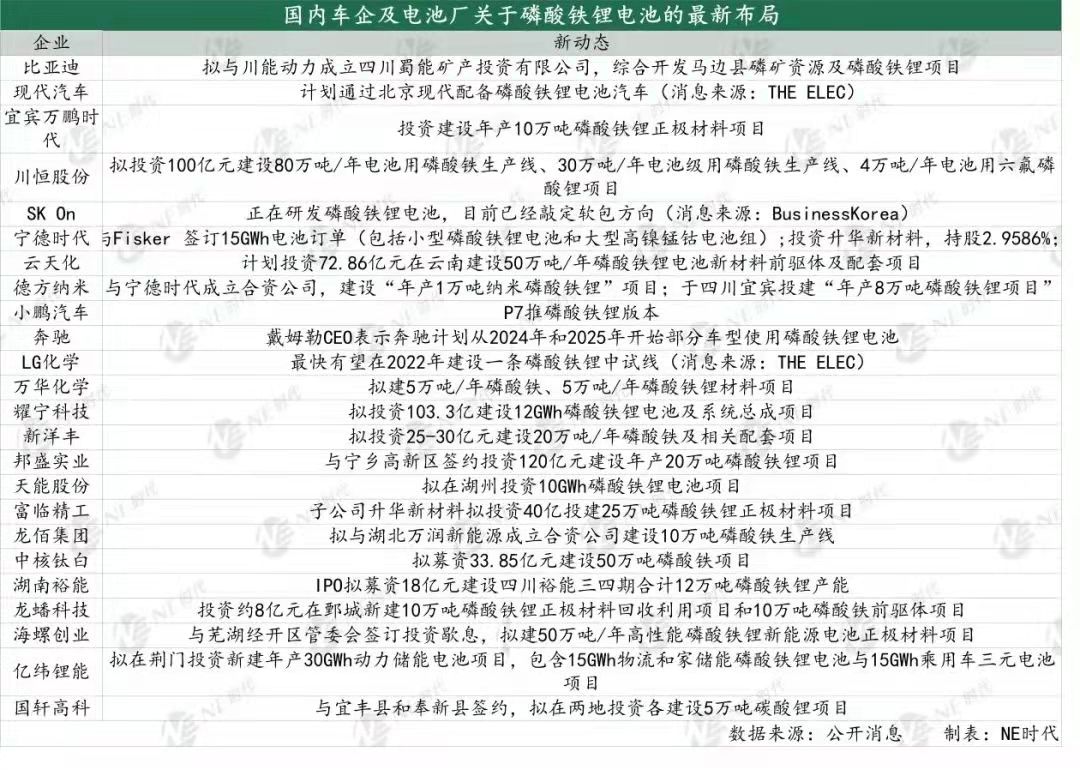 国内车企及电池厂关于磷酸铁锂电池的最新布局
企业 新动态
比亚迪 拟与川能动力成立四川蜀能矿产投资有限公司，综合开发马边县磷矿资源及磷酸铁锂项目
现代汽车 计划通过北京现代配备磷酸铁锂电池汽车（消息来源：THE ELEC）
宜宾万鹏时
代
投资建设年产10万吨磷酸铁锂正极材料项目
川恒股份
拟投资100亿元建设80万吨/年电池用磷酸铁生产线、30万吨/年电池级用磷酸铁生产线、4万吨/年电池用六氟磷
酸锂项目
SK On 正在研发磷酸铁锂电池，目前已经敲定软包方向（消息来源：BusinessKorea）
宁德时代 与Fisker 签订15GWh电池订单（包括小型磷酸铁锂电池和大型高镍锰钴电池组）;投资升华新材料，持股2.9586%;
云天化 计划投资72.86亿元在云南建设50万吨/年磷酸铁锂电池新材料前驱体及配套项目
德方纳米 与宁德时代成立合资公司，建设“年产1万吨纳米磷酸铁锂”项目；于四川宜宾投建“年产8万吨磷酸铁锂项目”
小鹏汽车 P7推磷酸铁锂版本
奔驰 戴姆勒CEO表示奔驰计划从2024年和2025年开始部分车型使用磷酸铁锂电池
LG化学 最快有望在2022年建设一条磷酸铁锂中试线（消息来源：THE ELEC）
万华化学 拟建5万吨/年磷酸铁、5万吨/年磷酸铁锂材料项目
耀宁科技 拟投资103.3亿建设12GWh磷酸铁锂电池及系统总成项目
新洋丰 拟投资25-30亿元建设20万吨/年磷酸铁及相关配套项目
邦盛实业 与宁乡高新区签约投资120亿元建设年产20万吨磷酸铁锂项目
天能股份 拟在湖州投资10GWh磷酸铁锂电池项目
富临精工 子公司升华新材料拟投资40亿投建25万吨磷酸铁锂正极材料项目
龙佰集团 拟与湖北万润新能源成立合资公司建设10万吨磷酸铁生产线
中核钛白 拟募资33.85亿元建设50万吨磷酸铁项目
湖南裕能 IPO拟募资18亿元建设四川裕能三四期合计12万吨磷酸铁锂产能
龙蟠科技 投资约8亿元在鄄城新建10万吨磷酸铁锂正极材料回收利用项目和10万吨磷酸铁前驱体项目
海螺创业 与芜湖经开区管委会签订投资歇息，拟建50万吨/年高性能磷酸铁锂新能源电池正极材料项目
亿纬锂能
拟在荆门投资新建年产30GWh动力储能电池项目，包含15GWh物流和家储能磷酸铁锂电池与15GWh乘用车三元电池
项目
国轩高科 与宜丰县和奉新县签约，拟在两地投资各建设5万吨碳酸锂项目
数据来源：公开消息 制表：NE时代